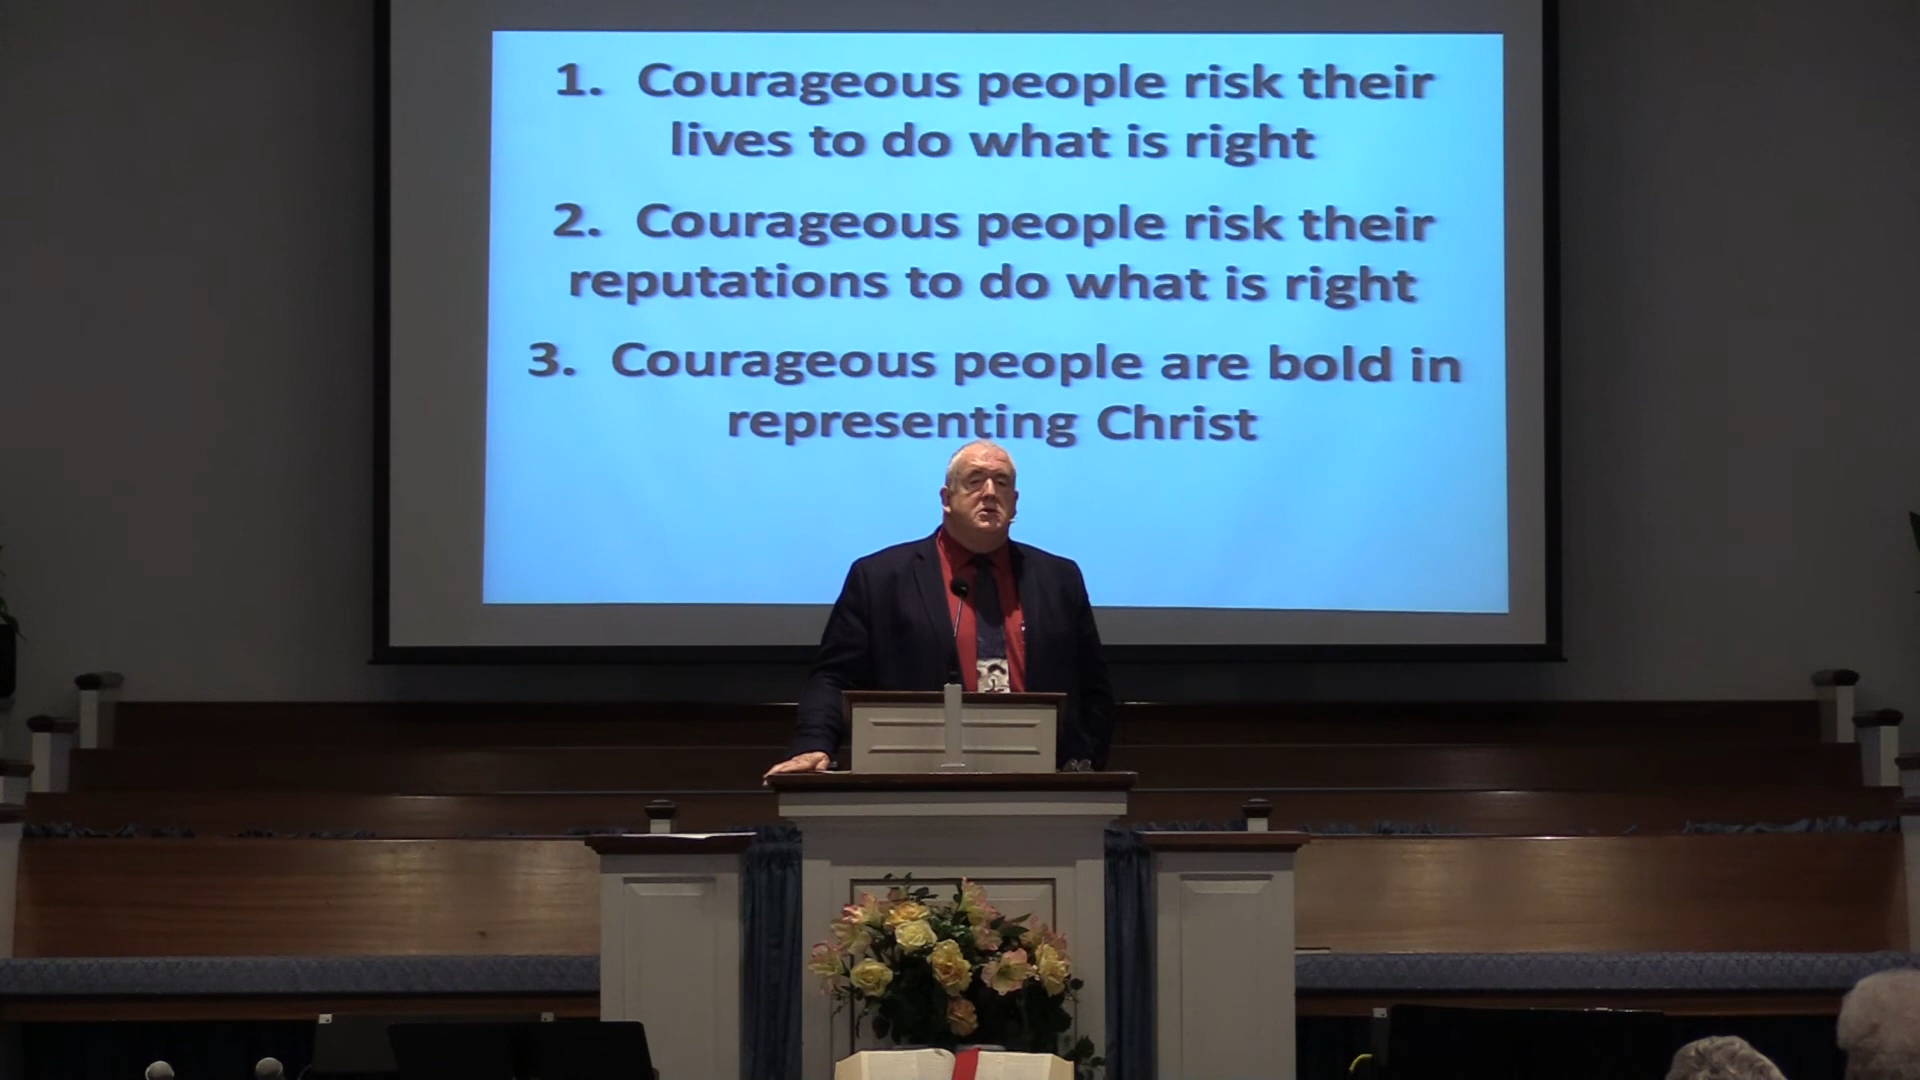 1. Courageous people risk their
lives to do what is right
2. Courageous people risk their
reputations to do what is right
3. Courageous people are bold in
representing Christ